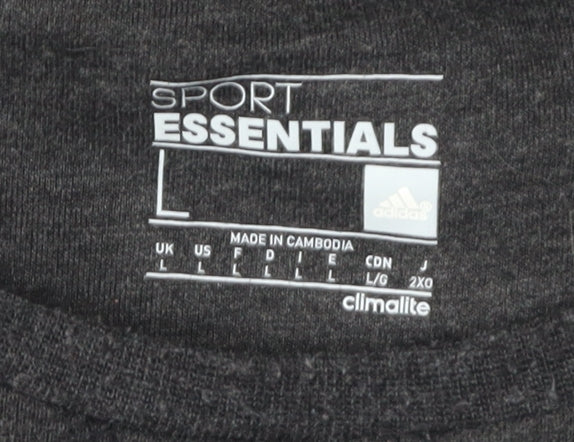 SPORT
ESSENTIALS
L
adidas®
MADE IN CAMBODIA
UK US F D I E CDN J
L L L L L L L/G 2XO
climalite